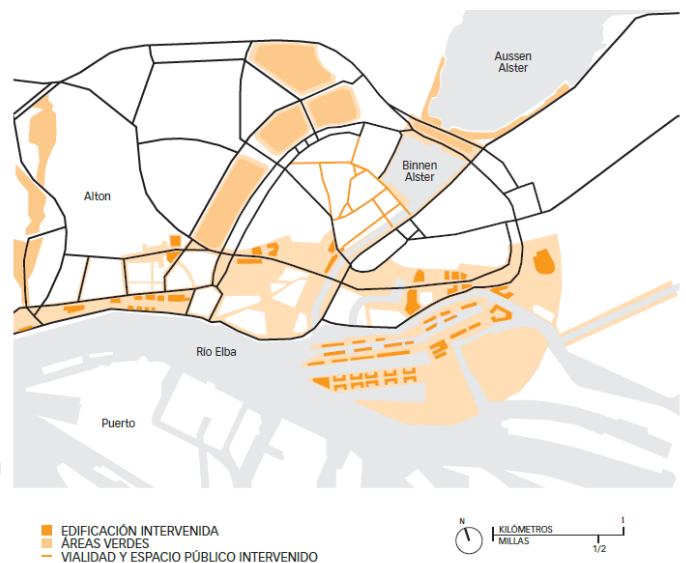 Aussen
Alster
Binnen
Alster
Alton
Río Elba
Puerto
EDIFICACIÓN INTERVENIDA
ÁREAS VERDES
VIALIDAD Y ESPACIO PÚBLICO INTERVENIDO
N
KILÓMETROS 1
MILLAS 1/2